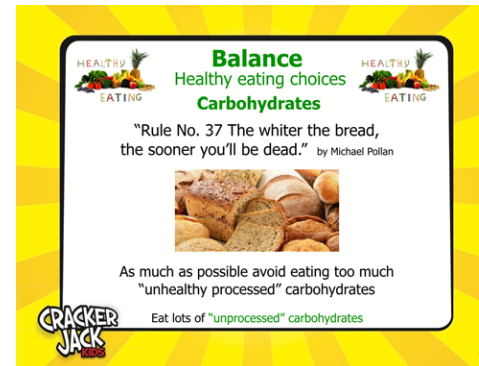 Balance
HEALTHY
EATING
Healthy eating choices
HEALTHY
EATING
Carbohydrates
“Rule No. 37 The whiter the bread,
the sooner you’ll be dead.” by Michael Pollan
As much as possible avoid eating too much
“unhealthy processed” carbohydrates
Eat lots of “unprocessed” carbohydrates
CRACKER
JACK
KIDS